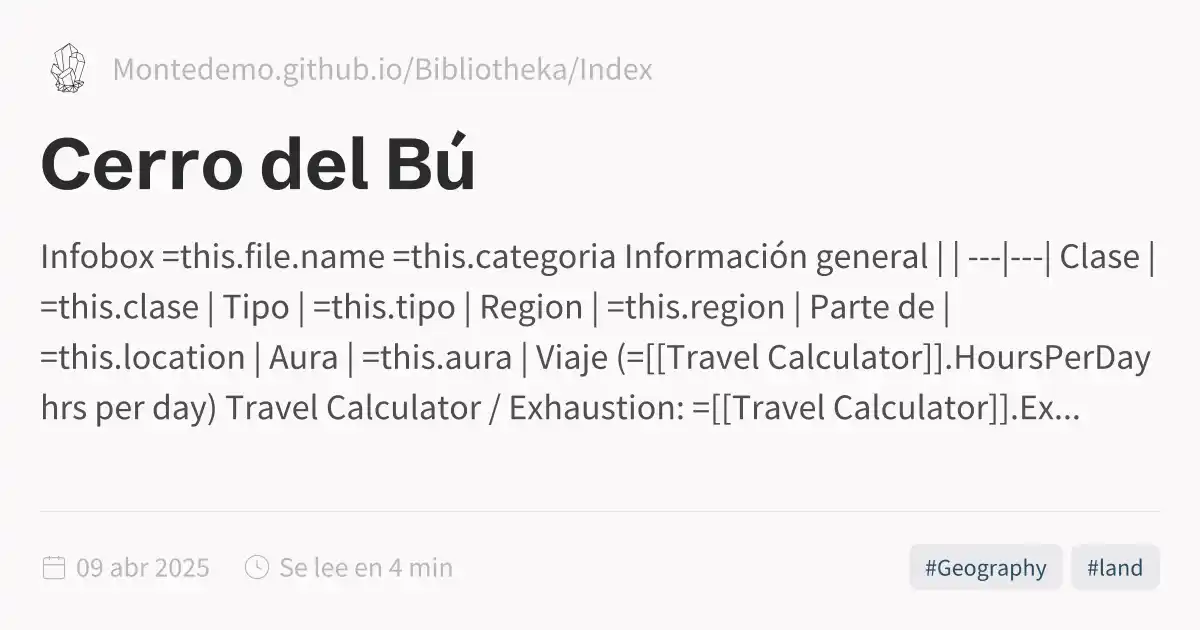 Montedemo.github.io/Bibliotheka/Index
Cerro del Bú
Infobox =this.file.name =this.categoria Información general | | ---|---| Clase |
=this.clase | Tipo | =this.tipo | Region | =this.region | Parte de |
=this.location | Aura | =this.aura | Viaje (=[[Travel Calculator]].HoursPerDay
hrs per day) Travel Calculator / Exhaustion: =[[Travel Calculator]].Ex...
09 abr 2025 Se lee en 4 min #Geography #land